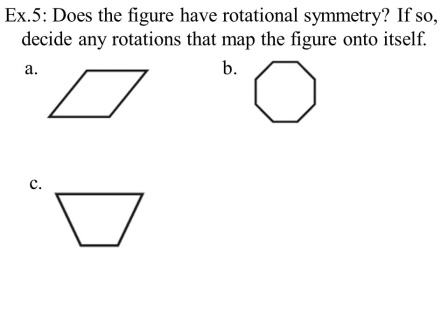 Ex.5: Does the figure have rotational symmetry? If so,
decide any rotations that map the figure onto itself.
a.
b.
c.